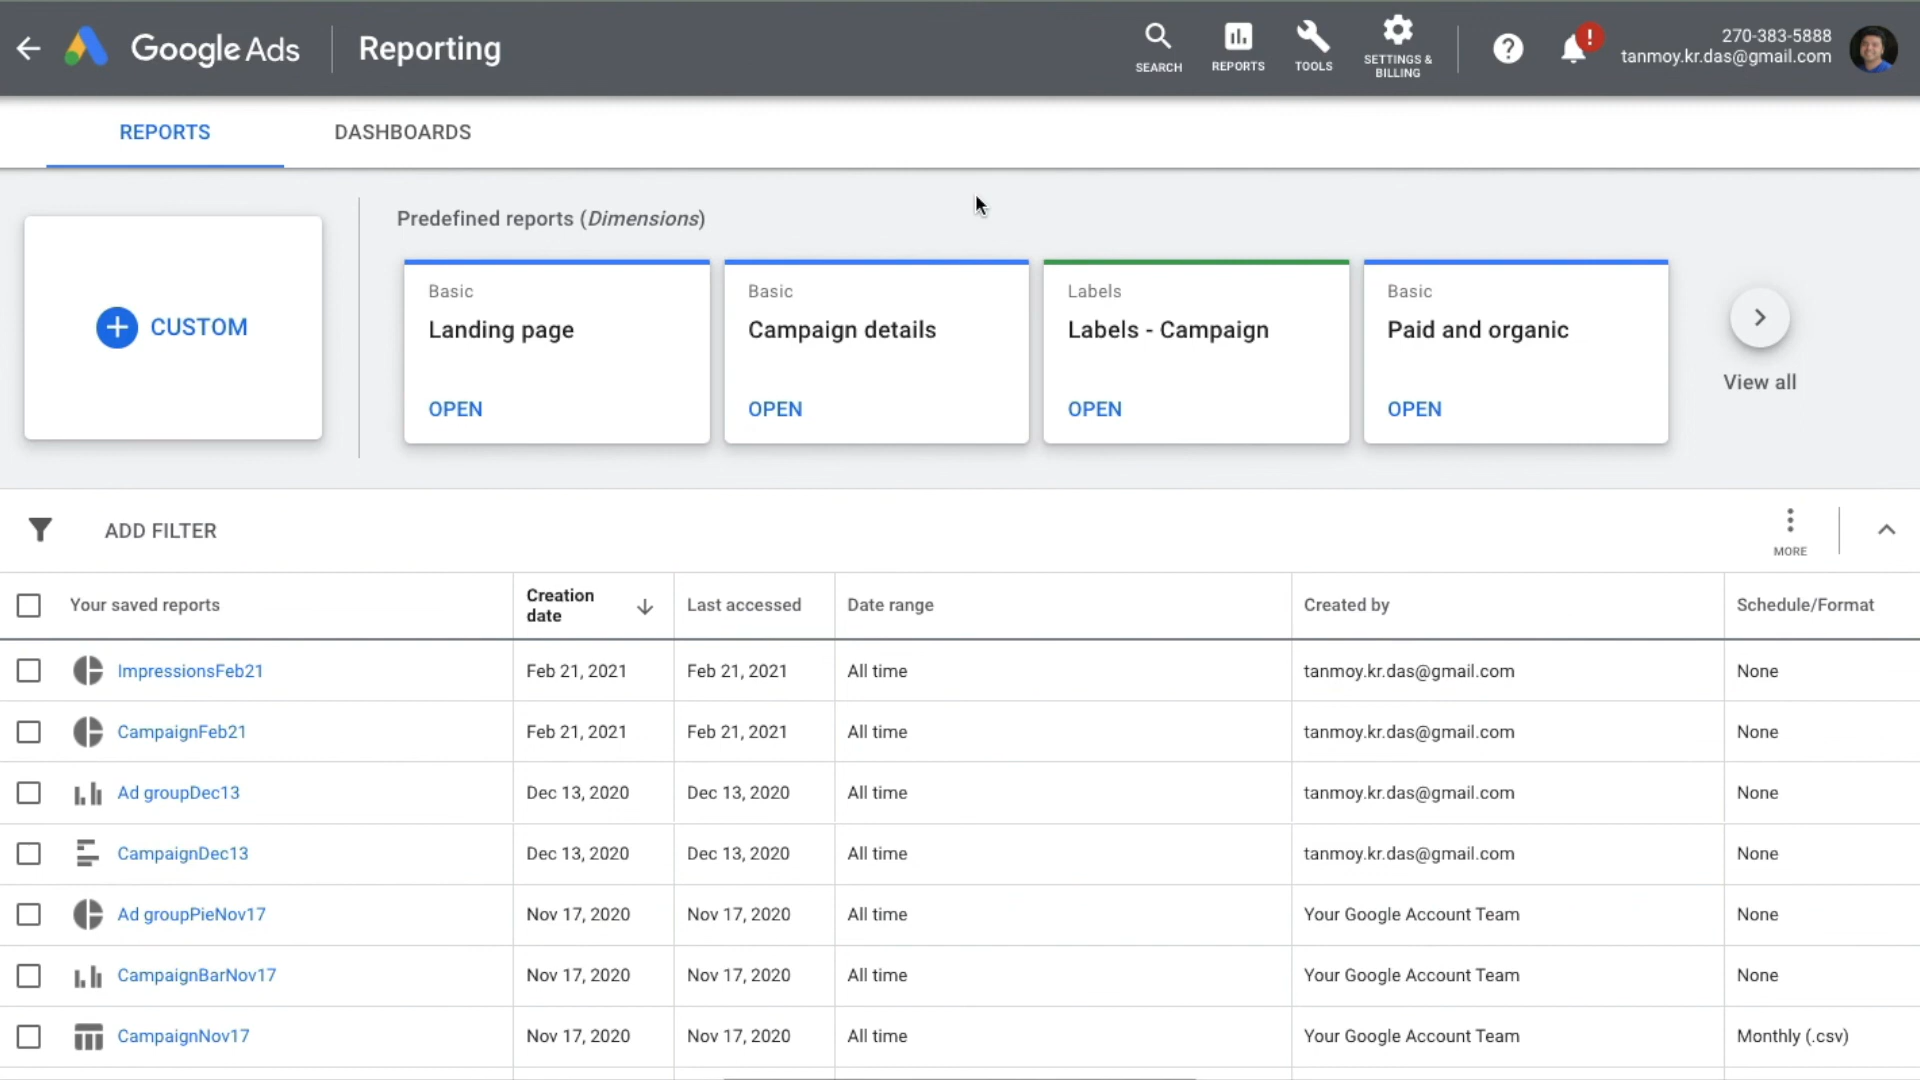 Google Ads
Reporting
SEARCH
REPORTS
TOOLS
SETTINGS &
BILLING
?
!
270-383-5888
tanmoy.kr.das@gmail.com
REPORTS
DASHBOARDS
CUSTOM
Predefined reports (Dimensions)
Basic
Landing page
OPEN
Basic
Campaign details
OPEN
Labels
Labels - Campaign
OPEN
Basic
Paid and organic
OPEN
View all
ADD FILTER
MORE
Your saved reports
Creation
date
Last accessed
Date range
Created by
Schedule/Format
ImpressionsFeb21 Feb 21, 2021 Feb 21, 2021 All time tanmoy.kr.das@gmail.com None
CampaignFeb21 Feb 21, 2021 Feb 21, 2021 All time tanmoy.kr.das@gmail.com None
Ad groupDec13 Dec 13, 2020 Dec 13, 2020 All time tanmoy.kr.das@gmail.com None
CampaignDec13 Dec 13, 2020 Dec 13, 2020 All time tanmoy.kr.das@gmail.com None
Ad groupPieNov17 Nov 17, 2020 Nov 17, 2020 All time Your Google Account Team None
CampaignBarNov17 Nov 17, 2020 Nov 17, 2020 All time Your Google Account Team None
CampaignNov17 Nov 17, 2020 Nov 17, 2020 All time Your Google Account Team Monthly (.csv)